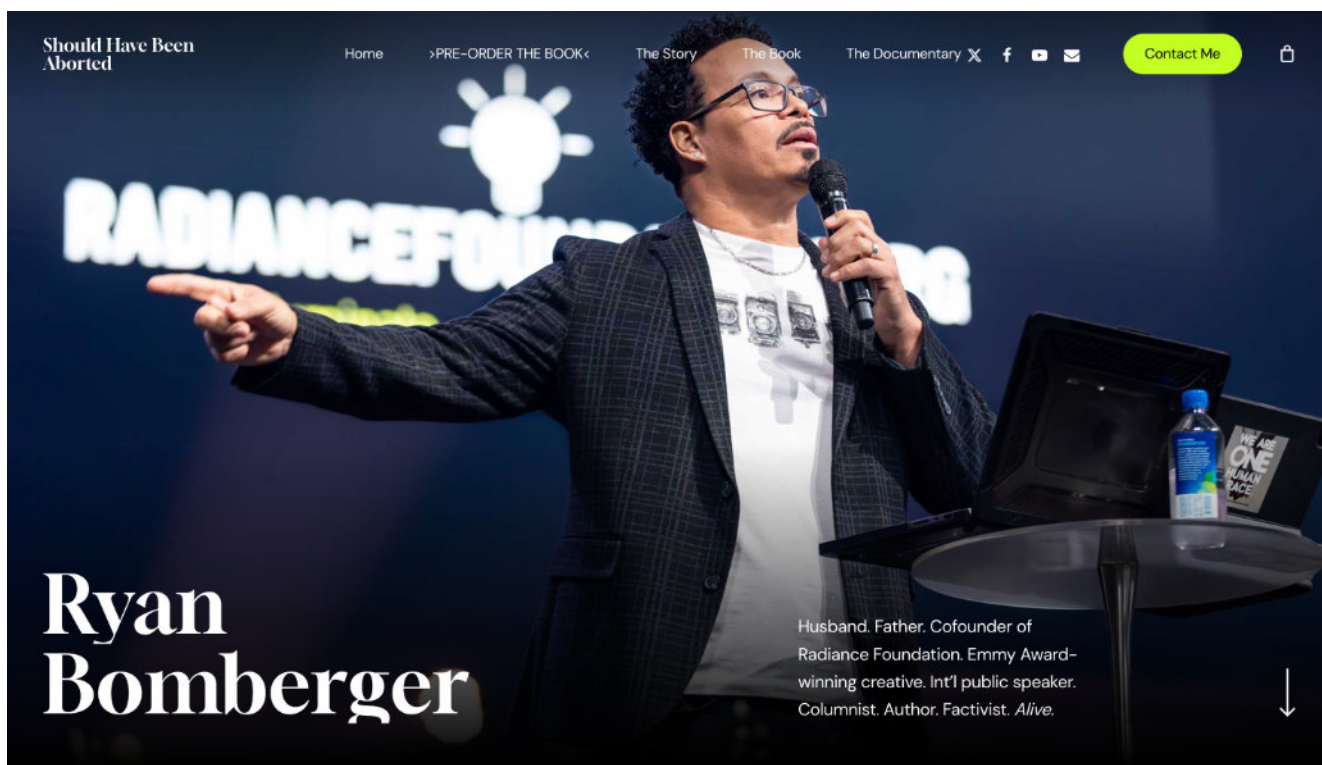 Should Have Been
Aborted
Home
>PRE-ORDER THE BOOK<
The Story
The Book
The Documentary
Contact Me
WE ARE
ONE
HUMAN
RACE
Ryan
Bomberger
Husband. Father. Cofounder of
Radiance Foundation. Emmy Award-
winning creative. Int'l public speaker.
Columnist. Author. Factivist. Alive.